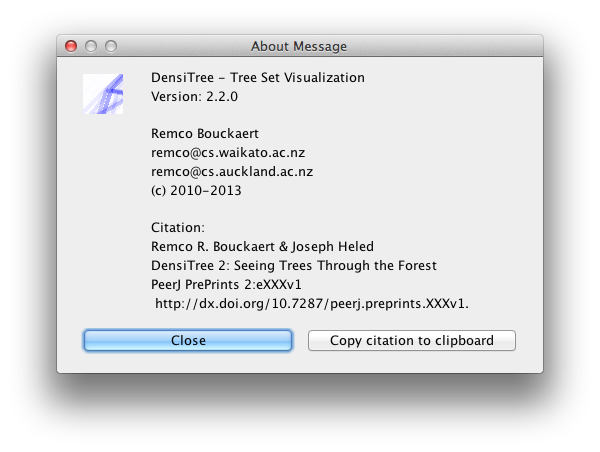 About Message
DensiTree - Tree Set Visualization
Version: 2.2.0
Remco Bouckaert
remco@cs.waikato.ac.nz
remco@cs.auckland.ac.nz
(c) 2010-2013
Citation:
Remco R. Bouckaert & Joseph Heled
DensiTree 2: Seeing Trees Through the Forest
PeerJ PrePrints 2:eXXXv1
http://dx.doi.org/10.7287/peerj.preprints.XXXv1.
Close
Copy citation to clipboard